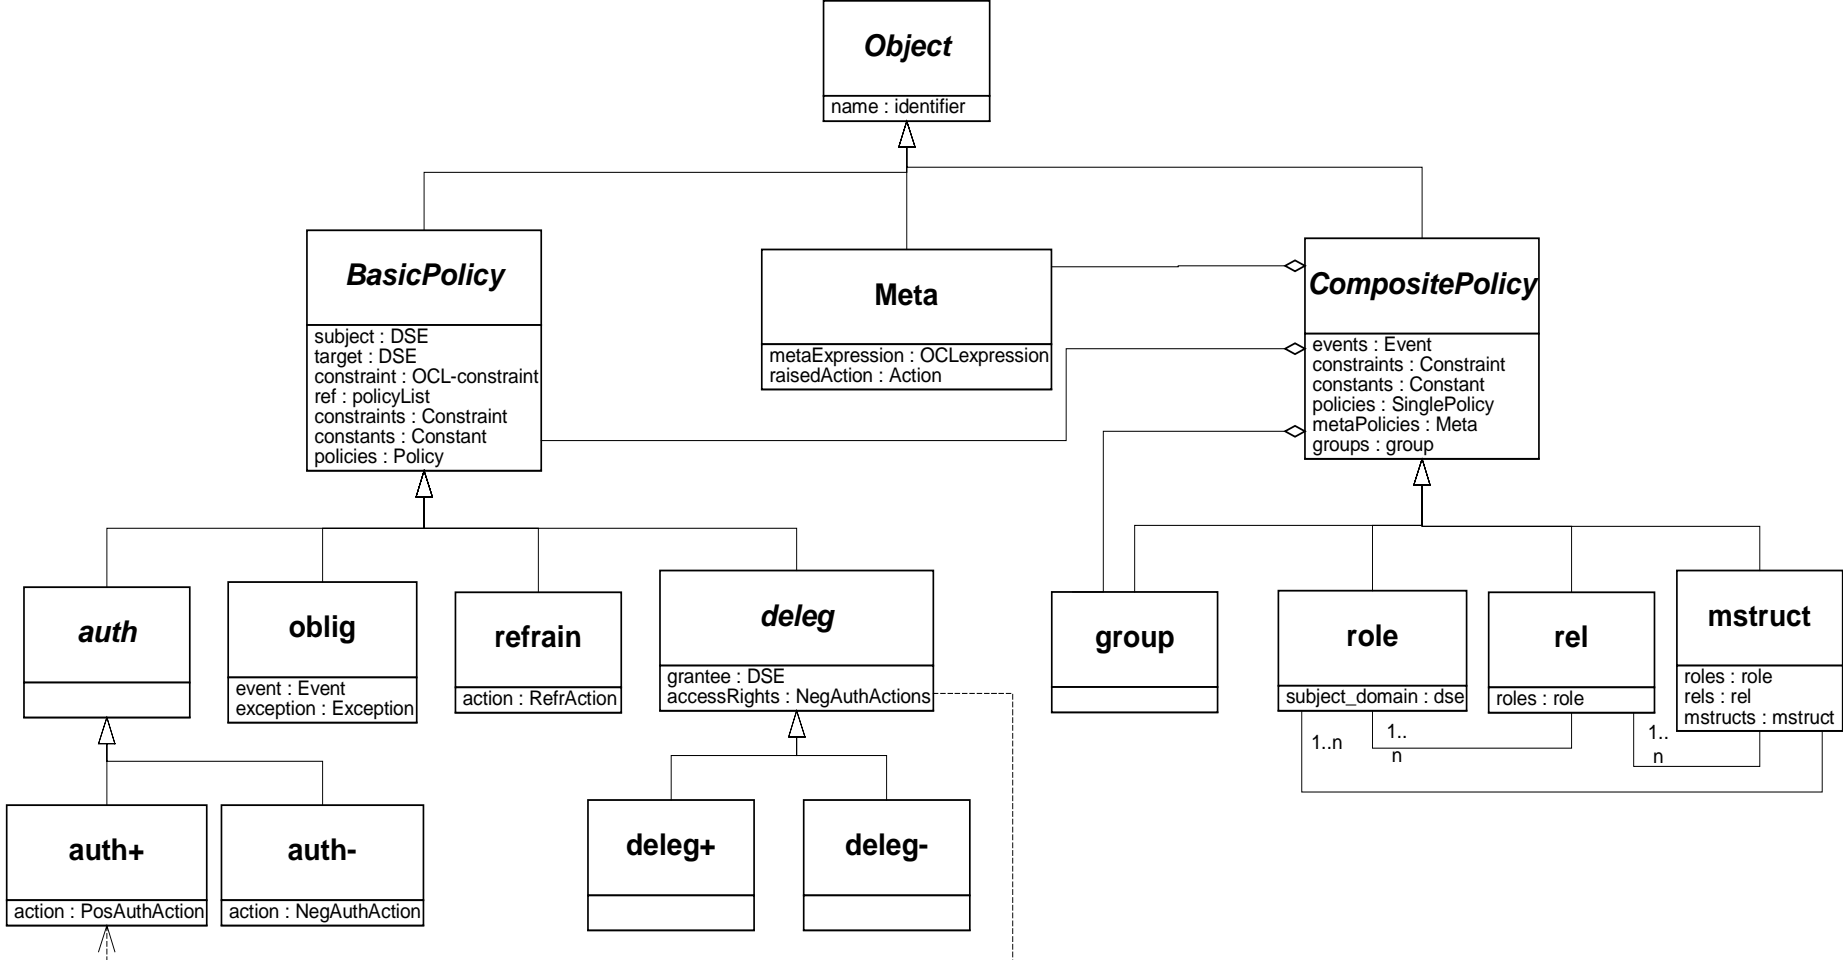 Object
name : identifier
BasicPolicy
subject : DSE
target : DSE
constraint : OCL-constraint
ref : policyList
constraints : Constraint
constants : Constant
policies : Policy
Meta
metaExpression : OCLexpression
raisedAction : Action
CompositePolicy
events : Event
constraints : Constraint
constants : Constant
policies : SinglePolicy
metaPolicies : Meta
groups : group
auth
oblig
event : Event
exception : Exception
refrain
action : RefrAction
deleg
grantee : DSE
accessRights : NegAuthActions
group
role
subject_domain : dse
rel
roles : role
mstruct
roles : role
rels : rel
mstructs : mstruct
1..n
1..
n
1..
n
auth+
action : PosAuthAction
auth-
action : NegAuthAction
deleg+
deleg-